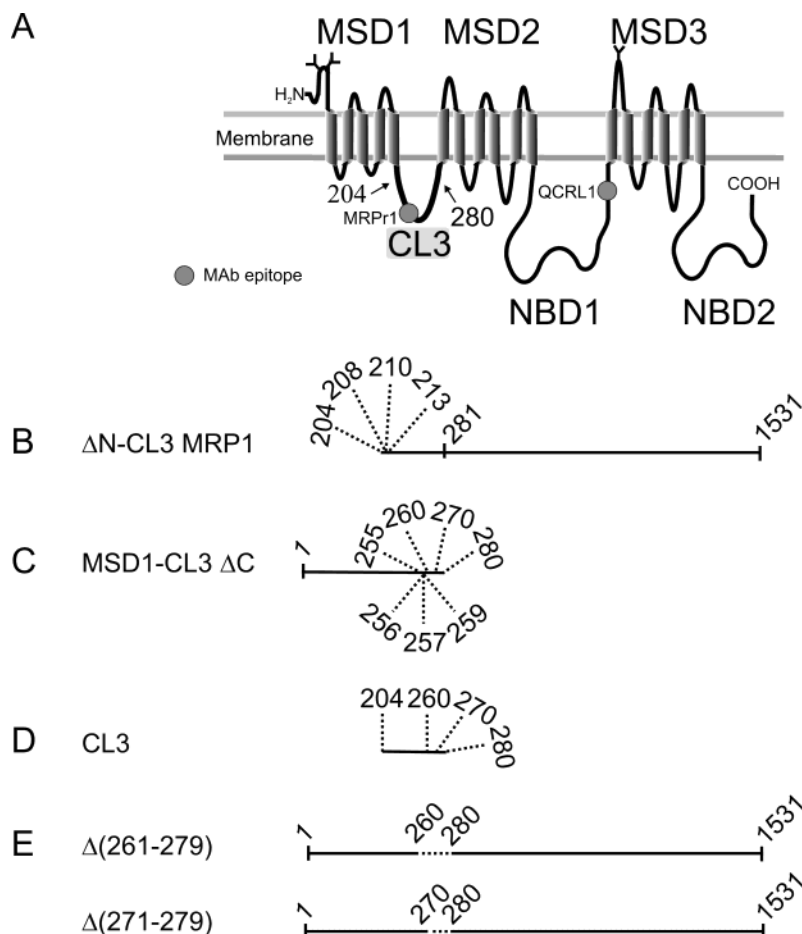 A
MSD1 MSD2 MSD3
H₂N
Membrane
204
MRPr1
280
CL3
QCRL1
COOH
MAb epitope
NBD1 NBD2
B ΔN-CL3 MRP1
204 208 210 213 281 1531
C MSD1-CL3 ΔC
1 255 260 270 280
256 257 259
D CL3
204 260 270 280
E Δ(261-279)
1 260 280 1531
Δ(271-279)
1 270 280 1531